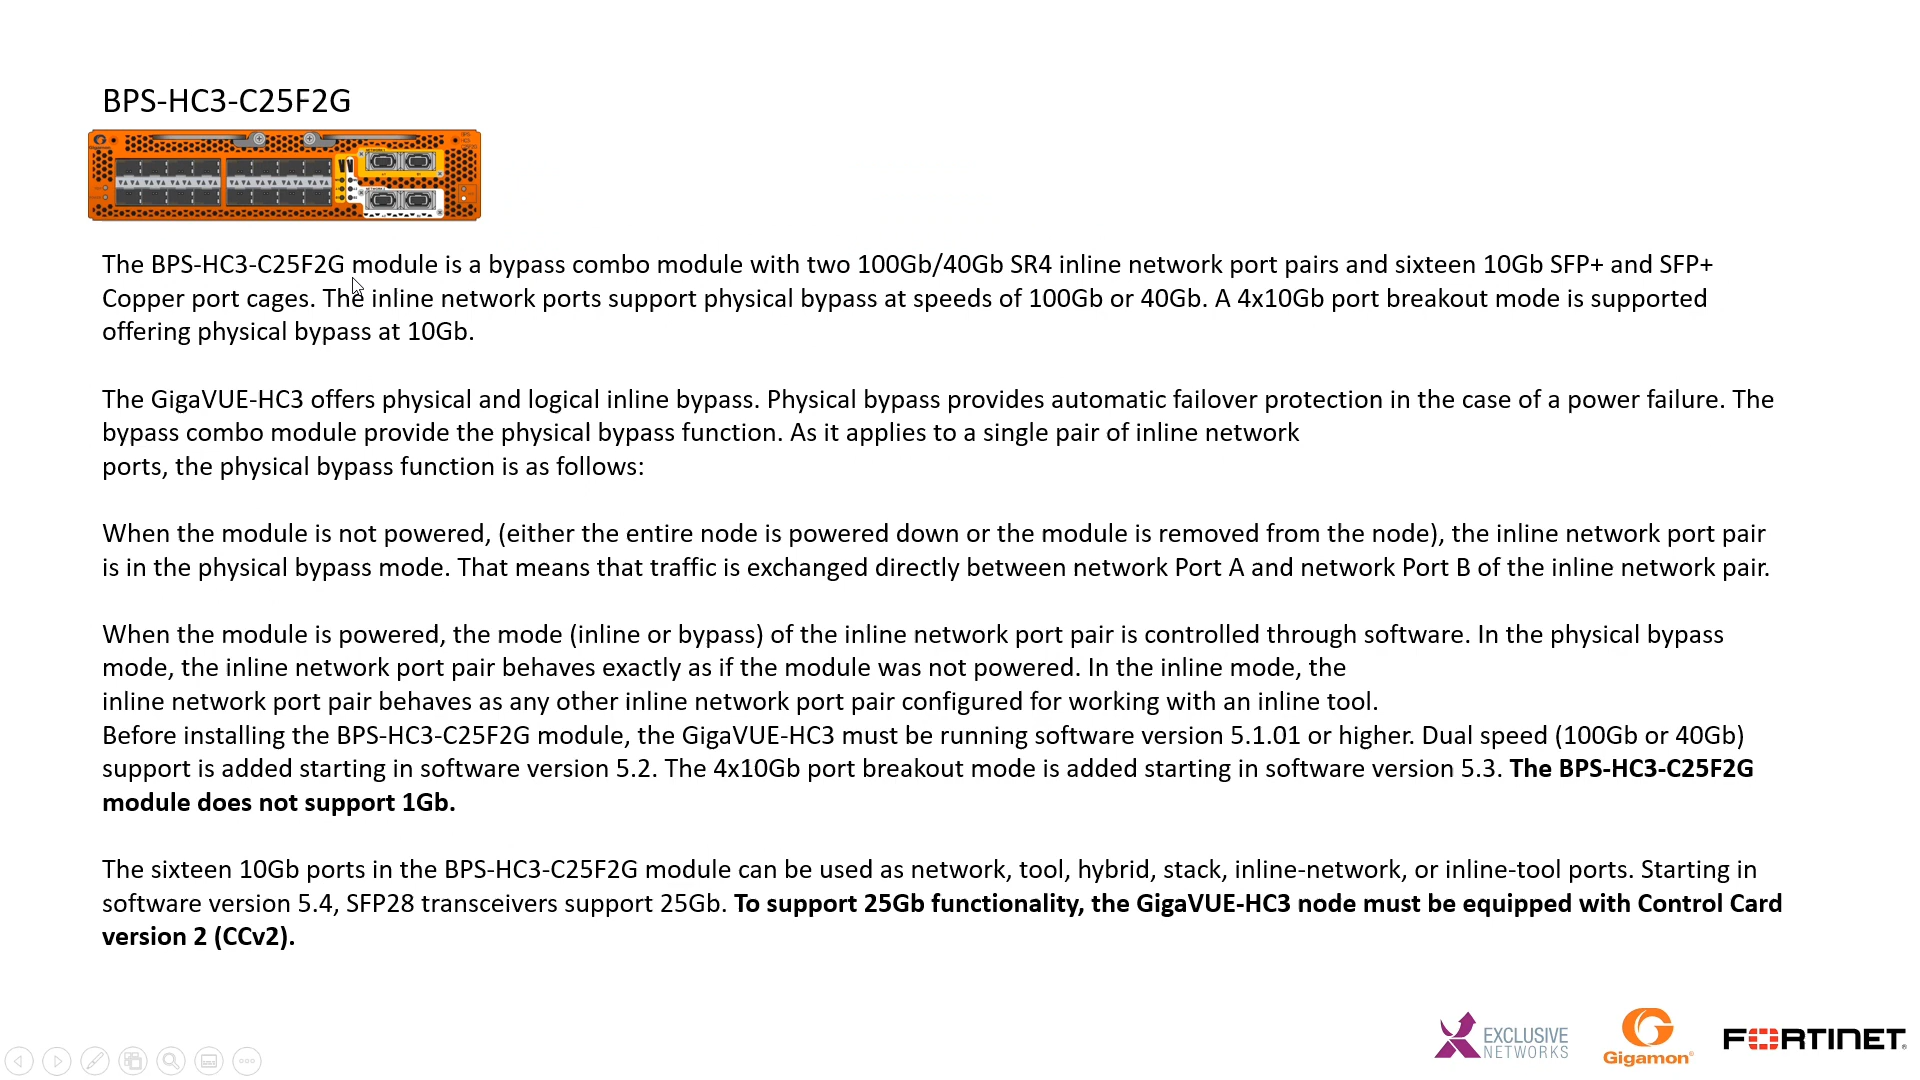 BPS-HC3-C25F2G
The BPS-HC3-C25F2G module is a bypass combo module with two 100Gb/40Gb SR4 inline network port pairs and sixteen 10Gb SFP+ and SFP+
Copper port cages. The inline network ports support physical bypass at speeds of 100Gb or 40Gb. A 4x10Gb port breakout mode is supported
offering physical bypass at 10Gb.
The GigaVUE-HC3 offers physical and logical inline bypass. Physical bypass provides automatic failover protection in the case of a power failure. The
bypass combo module provide the physical bypass function. As it applies to a single pair of inline network
ports, the physical bypass function is as follows:
When the module is not powered, (either the entire node is powered down or the module is removed from the node), the inline network port pair
is in the physical bypass mode. That means that traffic is exchanged directly between network Port A and network Port B of the inline network pair.
When the module is powered, the mode (inline or bypass) of the inline network port pair is controlled through software. In the physical bypass
mode, the inline network port pair behaves exactly as if the module was not powered. In the inline mode, the
inline network port pair behaves as any other inline network port pair configured for working with an inline tool.
Before installing the BPS-HC3-C25F2G module, the GigaVUE-HC3 must be running software version 5.1.01 or higher. Dual speed (100Gb or 40Gb)
support is added starting in software version 5.2. The 4x10Gb port breakout mode is added starting in software version 5.3. The BPS-HC3-C25F2G
module does not support 1Gb.
The sixteen 10Gb ports in the BPS-HC3-C25F2G module can be used as network, tool, hybrid, stack, inline-network, or inline-tool ports. Starting in
software version 5.4, SFP28 transceivers support 25Gb. To support 25Gb functionality, the GigaVUE-HC3 node must be equipped with Control Card
version 2 (CCv2).
EXCLUSIVE
NETWORKS
Gigamon®
FORTINET®